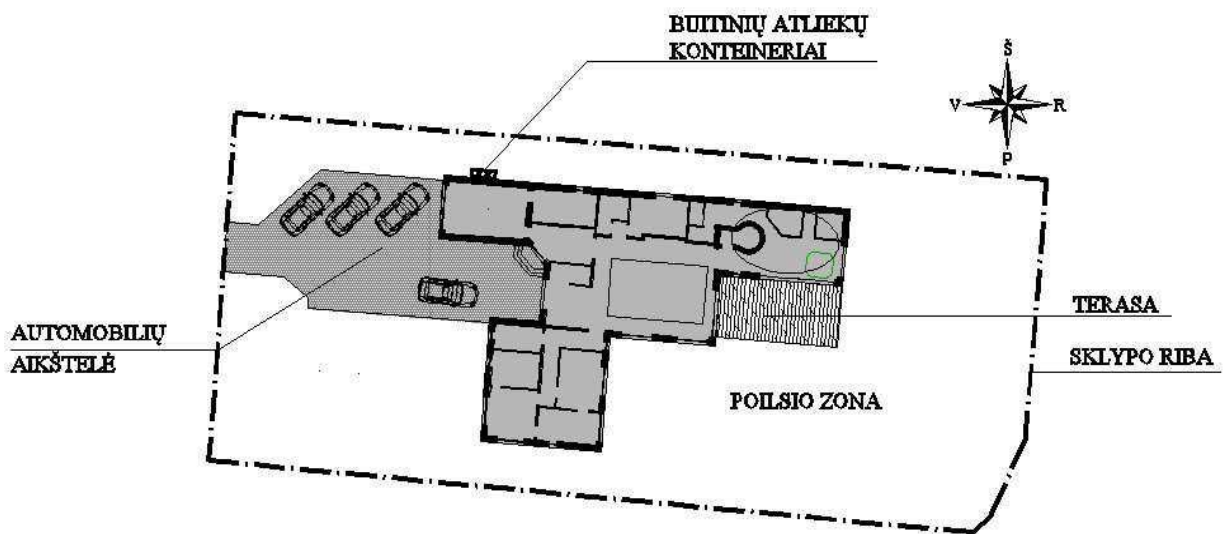 BUITINIŲ ATLIEKŲ
KONTEINERIAI
Š
V
R
P
TERASA
AUTOMOBILIŲ
AIKŠTELĖ
SKLYPO RIBA
POILSIO ZONA